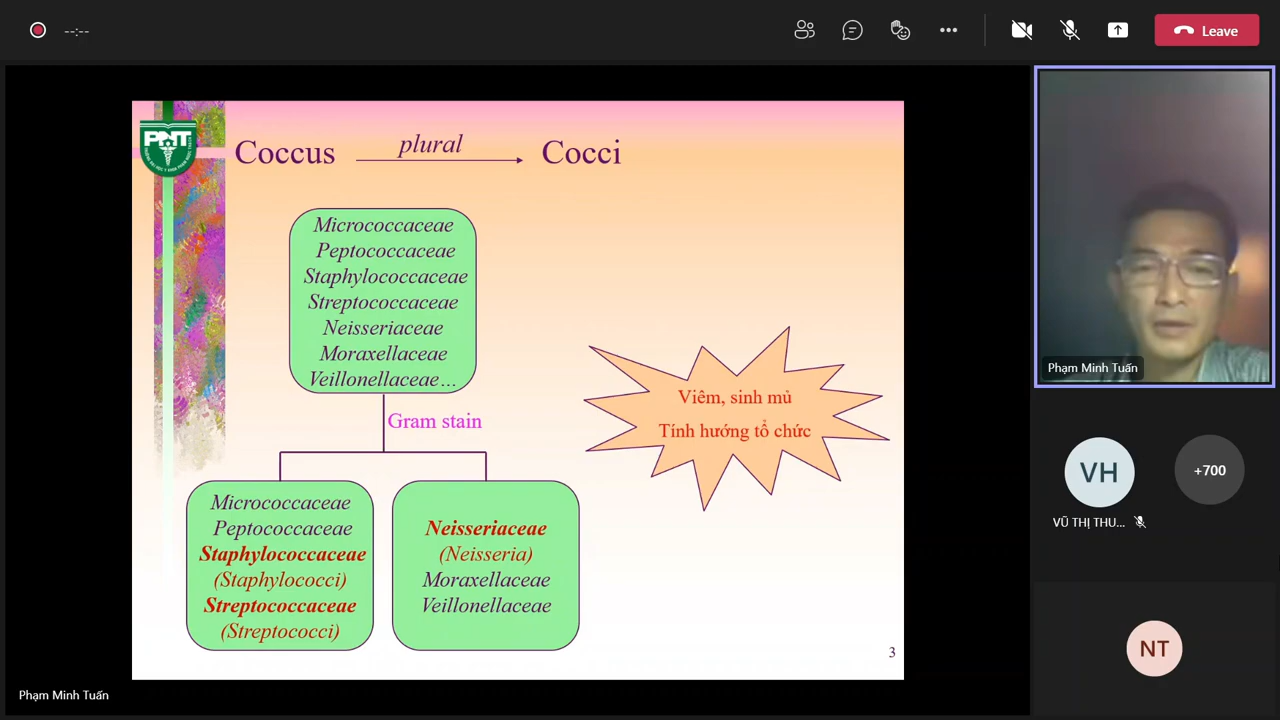 --:--
Leave
PNT
Coccus
plural
Cocci
Micrococcaceae
Peptococcaceae
Staphylococcaceae
Streptococcaceae
Neisseriaceae
Moraxellaceae
Veillonellaceae…
Gram stain
Micrococcaceae
Peptococcaceae
Staphylococcaceae
(Staphylococci)
Streptococcaceae
(Streptococci)
Neisseriaceae
(Neisseria)
Moraxellaceae
Veillonellaceae
Viêm, sinh mủ
Tính hướng tổ chức
3
Phạm Minh Tuấn
Phạm Minh Tuấn
VH
+700
VŨ THỊ THU...
NT